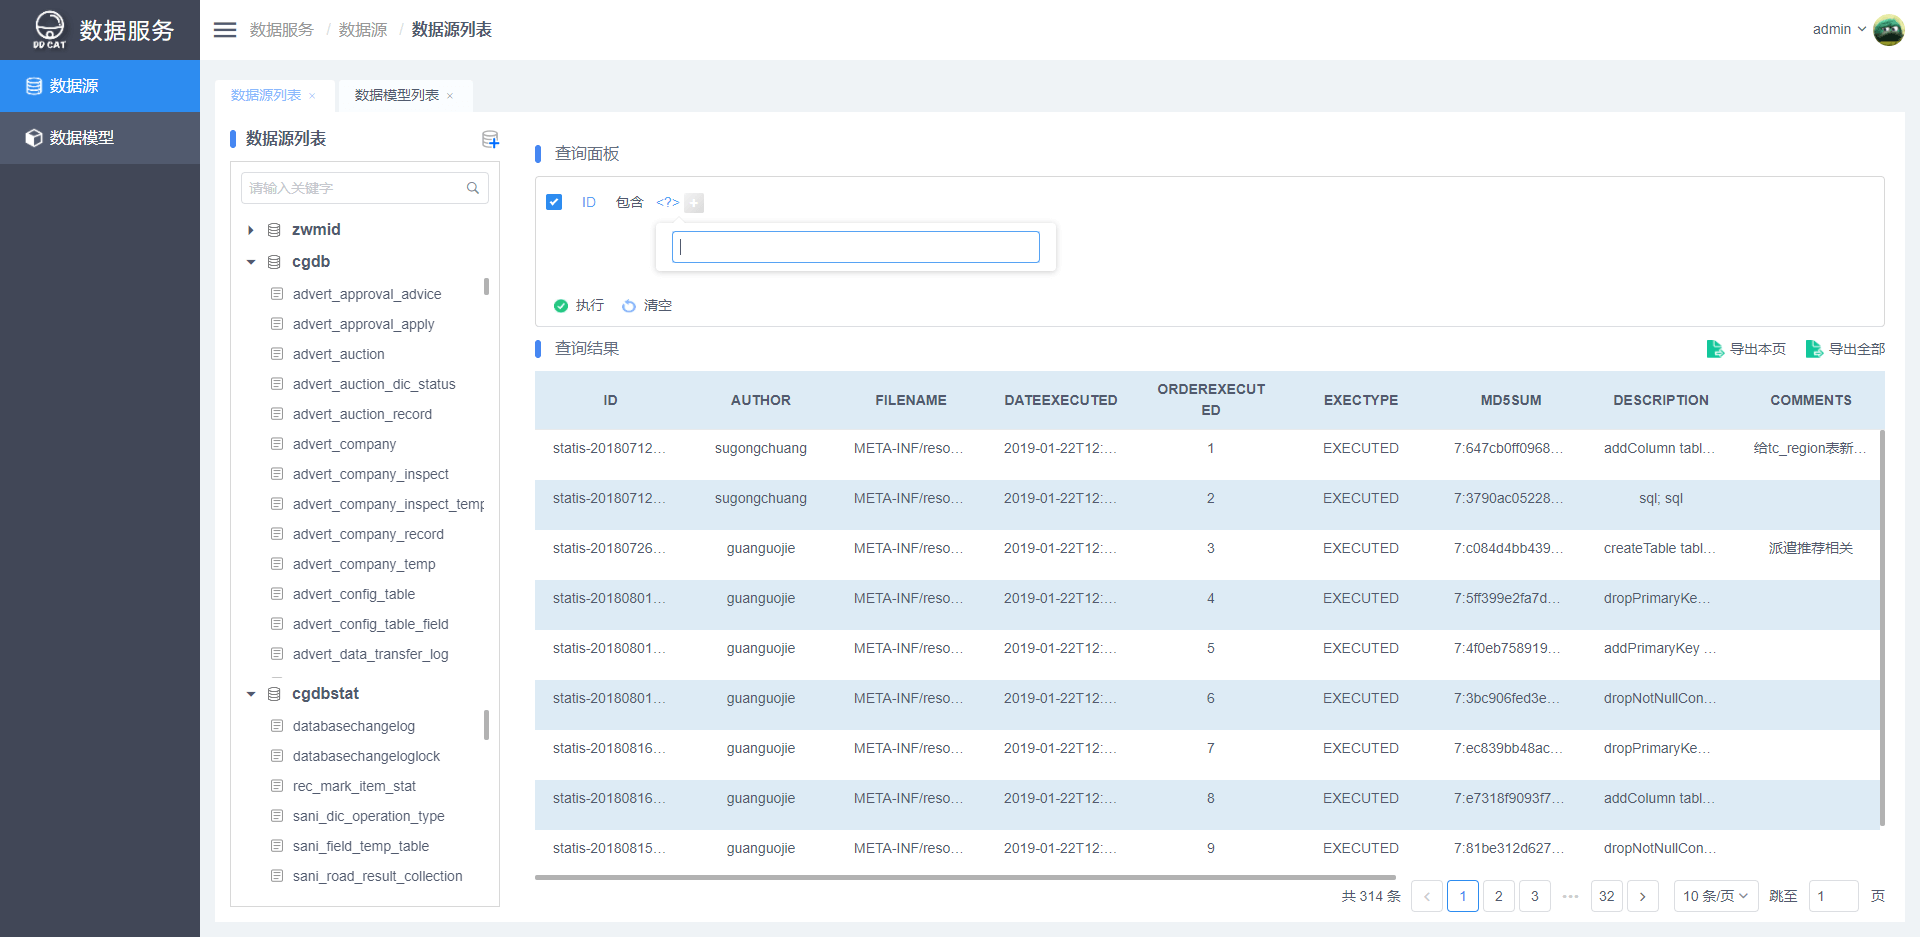 DD CAT 数据服务
数据服务 / 数据源 / 数据源列表
admin
数据源
数据模型
数据源列表 ×
数据模型列表 ×
数据源列表
请输入关键字
zwmid
cgdb
advert_approval_advice
advert_approval_apply
advert_auction
advert_auction_dic_status
advert_auction_record
advert_company
advert_company_inspect
advert_company_inspect_temp
advert_company_record
advert_company_temp
advert_config_table
advert_config_table_field
advert_data_transfer_log
cgdbstat
databasechangelog
databasechangeloglock
rec_mark_item_stat
sani_dic_operation_type
sani_field_temp_table
sani_road_result_collection
查询面板
ID 包含 <?> +
执行 清空
查询结果
导出本页 导出全部
ID AUTHOR FILENAME DATEEXECUTED ORDEREXECUT
ED EXECTYPE MD5SUM DESCRIPTION COMMENTS
statis-20180712... sugongchuang META-INF/reso... 2019-01-22T12:... 1 EXECUTED 7:647cb0ff0968... addColumn tabl... 给tc_region表新...
statis-20180712... sugongchuang META-INF/reso... 2019-01-22T12:... 2 EXECUTED 7:3790ac05228... sql; sql
statis-20180726... guanguojie META-INF/reso... 2019-01-22T12:... 3 EXECUTED 7:c084d4bb439... createTable tabl... 派遣推荐相关
statis-20180801... guanguojie META-INF/reso... 2019-01-22T12:... 4 EXECUTED 7:5ff399e2fa7d... dropPrimaryKe...
statis-20180801... guanguojie META-INF/reso... 2019-01-22T12:... 5 EXECUTED 7:4f0eb758919... addPrimaryKey ...
statis-20180801... guanguojie META-INF/reso... 2019-01-22T12:... 6 EXECUTED 7:3bc906fed3e... dropNotNullCon...
statis-20180816... guanguojie META-INF/reso... 2019-01-22T12:... 7 EXECUTED 7:ec839bb48ac... dropPrimaryKe...
statis-20180816... guanguojie META-INF/reso... 2019-01-22T12:... 8 EXECUTED 7:e7318f9093f7... addColumn tabl...
statis-20180815... guanguojie META-INF/reso... 2019-01-22T12:... 9 EXECUTED 7:81be312d627... dropNotNullCon...
共 314 条 < 1 2 3 ••• 32 > 10 条/页 跳至 1 页